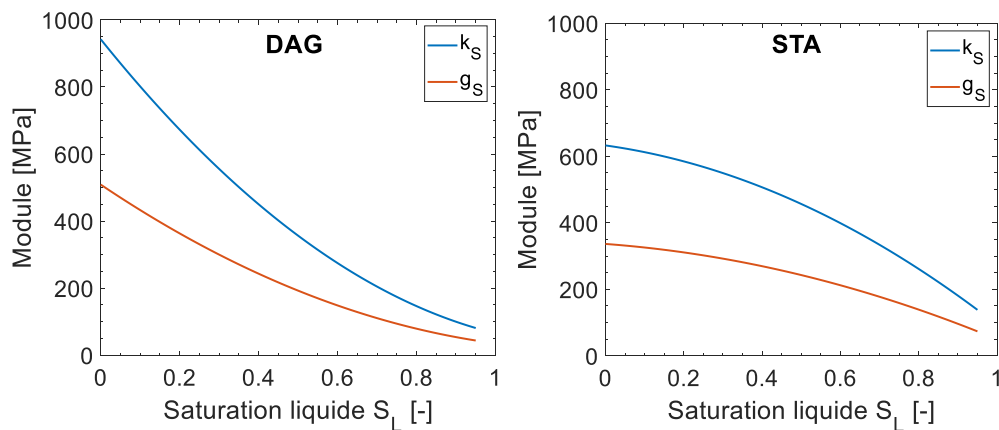 DAG
k_S
g_S
Module [MPa]
1000
800
600
400
200
0
0 0.2 0.4 0.6 0.8 1
Saturation liquide S_L [-]
STA
k_S
g_S
Module [MPa]
1000
800
600
400
200
0
0 0.2 0.4 0.6 0.8 1
Saturation liquide S_L [-]